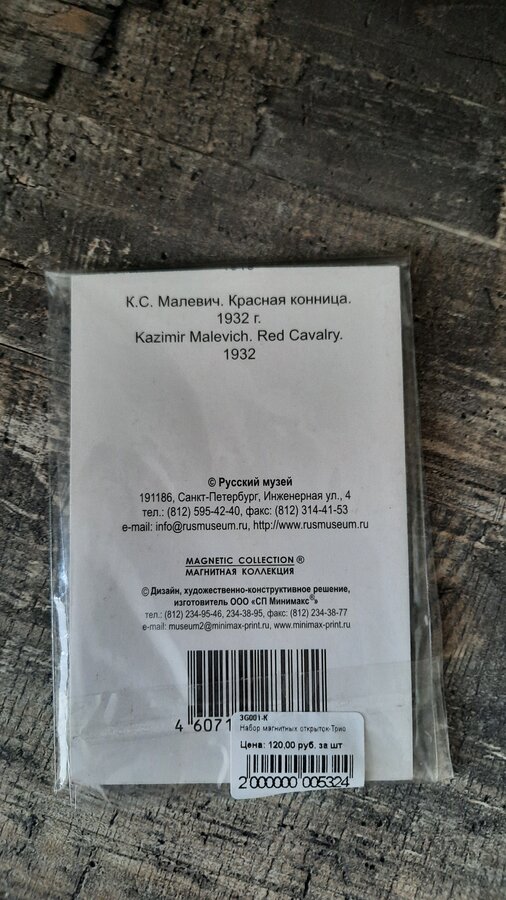 К.С. Малевич. Красная конница.
1932 г.
Kazimir Malevich. Red Cavalry.
1932
© Русский музей
191186, Санкт-Петербург, Инженерная ул., 4
тел.: (812) 595-42-40, факс: (812) 314-41-53
e-mail: info@rusmuseum.ru, http://www.rusmuseum.ru
MAGNETIC COLLECTION ®
МАГНИТНАЯ КОЛЛЕКЦИЯ
© Дизайн, художественно-конструктивное решение,
изготовитель ООО «СП Минимакс®»
тел.: (812) 234-95-46, 234-38-95, факс: (812) 234-38-77
e-mail: museum2@minimax-print.ru, www.minimax-print.ru
4 6071
3G001-K
Набор магнитных открыток-Трио
Цена: 120,00 руб. за шт
2 000000 005324